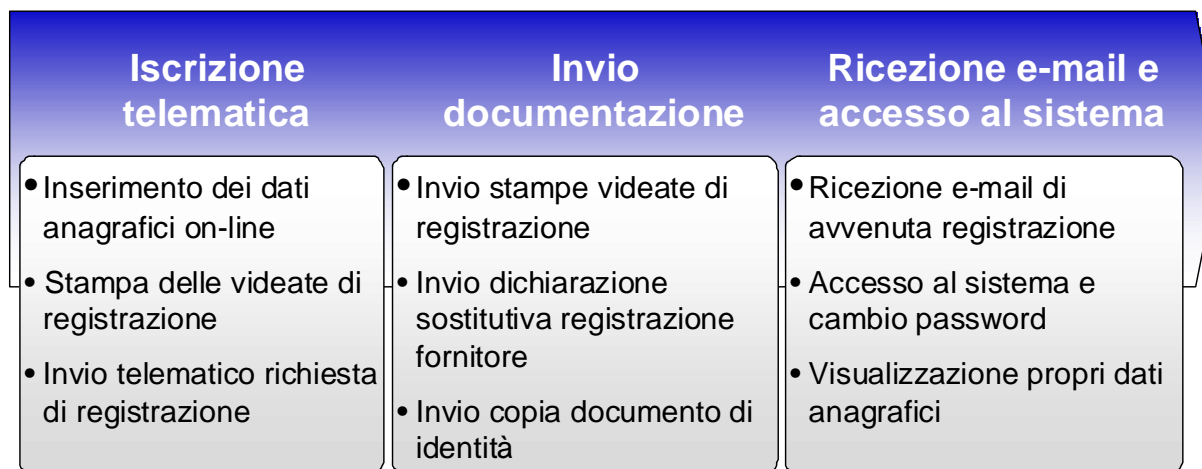 Iscrizione
telematica
• Inserimento dei dati
anagrafici on-line
• Stampa delle videate di
registrazione
• Invio telematico richiesta
di registrazione
Invio
documentazione
• Invio stampe videate di
registrazione
• Invio dichiarazione
sostitutiva registrazione
fornitore
• Invio copia documento di
identità
Ricezione e-mail e
accesso al sistema
• Ricezione e-mail di
avvenuta registrazione
• Accesso al sistema e
cambio password
• Visualizzazione propri dati
anagrafici